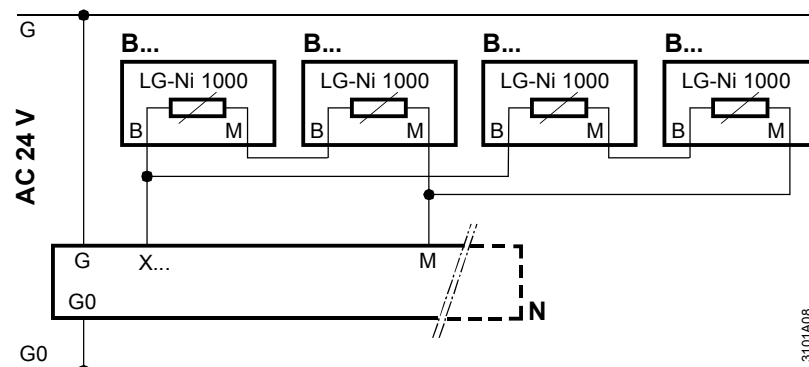 G
B... B... B... B...
LG-Ni 1000 LG-Ni 1000 LG-Ni 1000 LG-Ni 1000
B M B M B M B M
AC 24 V
G X... M
G0
N
G0
3101A08